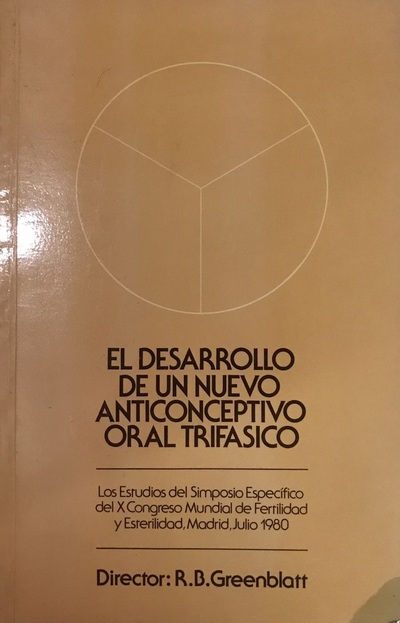 EL DESARROLLO
DE UN NUEVO
ANTICONCEPTIVO
ORAL TRIFASICO
Los Estudios del Simposio Específico
del X Congreso Mundial de Fertilidad
y Esterilidad, Madrid, Julio 1980
Director: R.B.Greenblatt